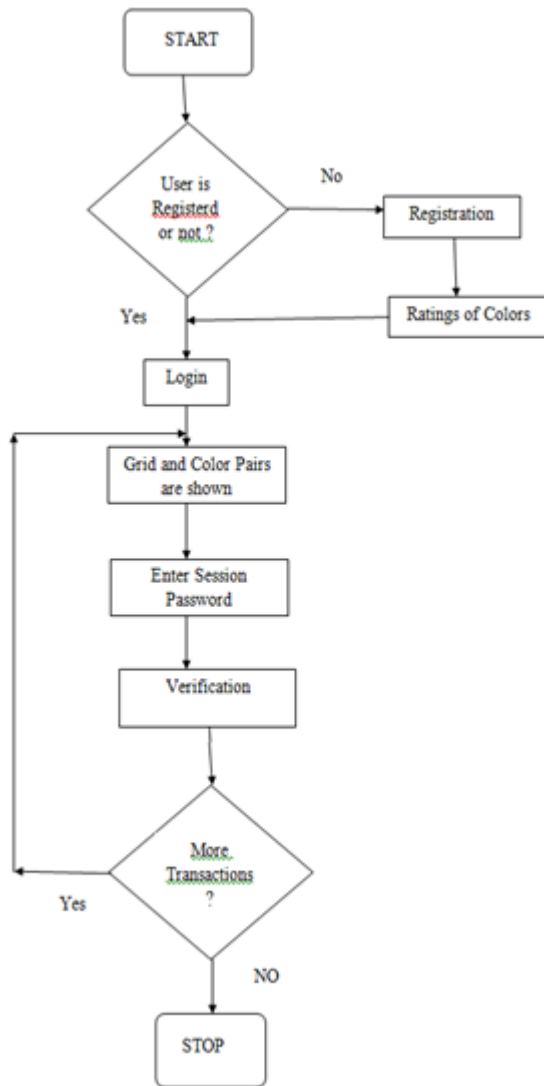 START
User is
Registerd
or not ?
No
Registration
Yes
Ratings of Colors
Login
Grid and Color Pairs
are shown
Enter Session
Password
Verification
More
Transactions
?
Yes
NO
STOP